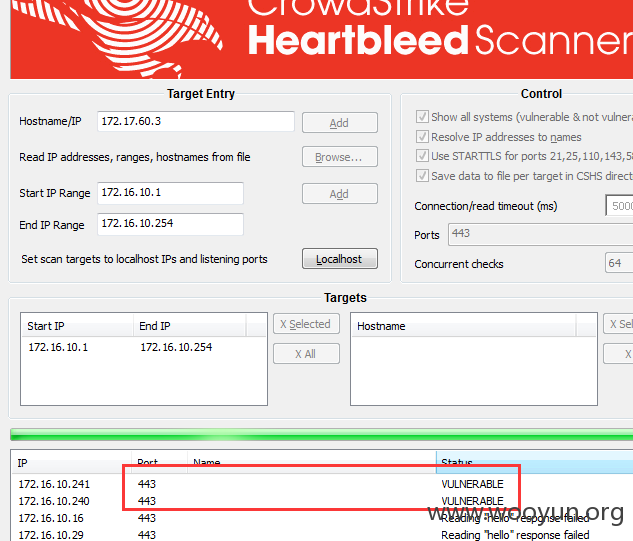 CrowdStrike
Heartbleed Scanner
Target Entry
Hostname/IP
172.17.60.3
Add
Read IP addresses, ranges, hostnames from file
Browse...
Start IP Range
172.16.10.1
Add
End IP Range
172.16.10.254
Set scan targets to localhost IPs and listening ports
Localhost
Control
Show all systems (vulnerable & not vulnera
Resolve IP addresses to names
Use STARTTLS for ports 21,25,110,143,58
Save data to file per target in CSHS direct
Connection/read timeout (ms)
5000
Ports
443
Concurrent checks
64
Targets
Start IP End IP
172.16.10.1 172.16.10.254
X Selected
X All
Hostname
X Sel
X
IP Port Name Status
172.16.10.241 443 VULNERABLE
172.16.10.240 443 VULNERABLE
172.16.10.16 443 Reading "hello" response failed
172.16.10.29 443 Reading "hello" response failed
www.wooyun.org